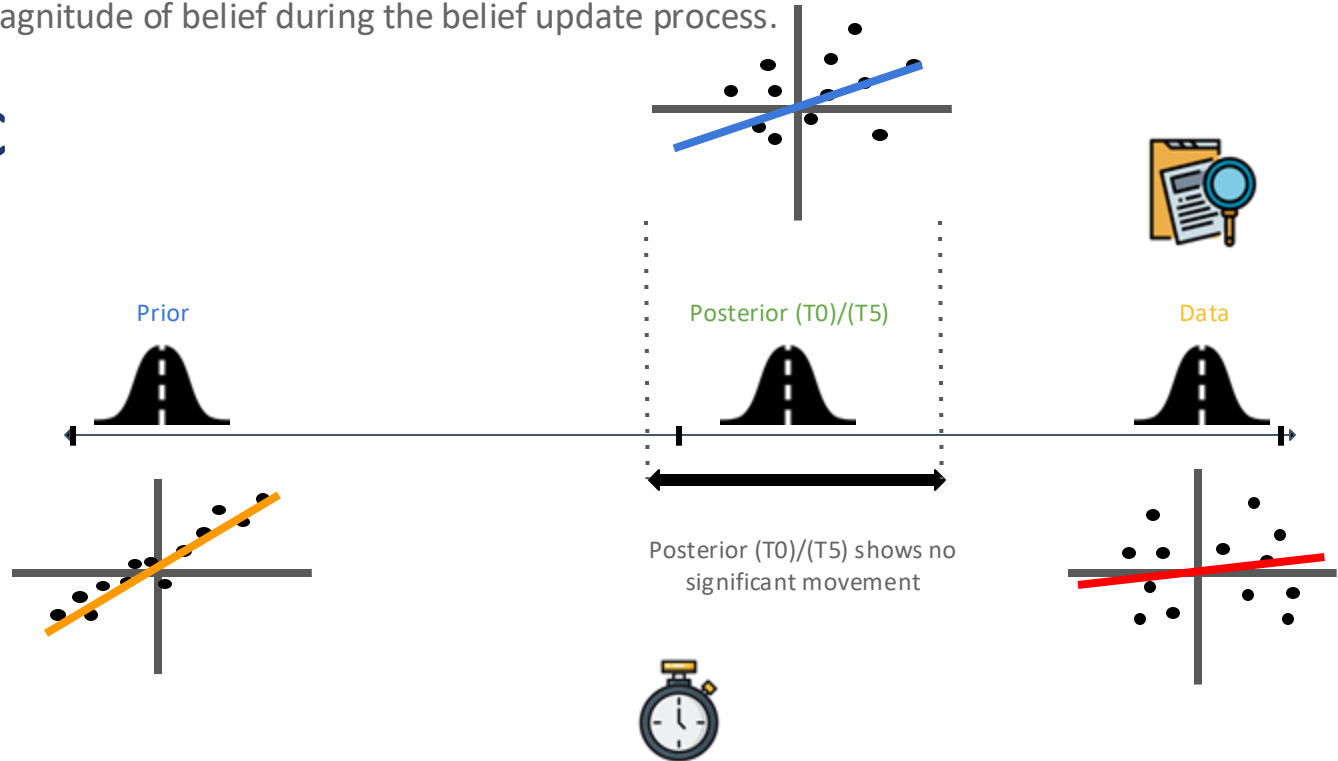 agnitude of belief during the belief update process.
Prior
Posterior (T0)/(T5)
Data
Posterior (T0)/(T5) shows no
significant movement